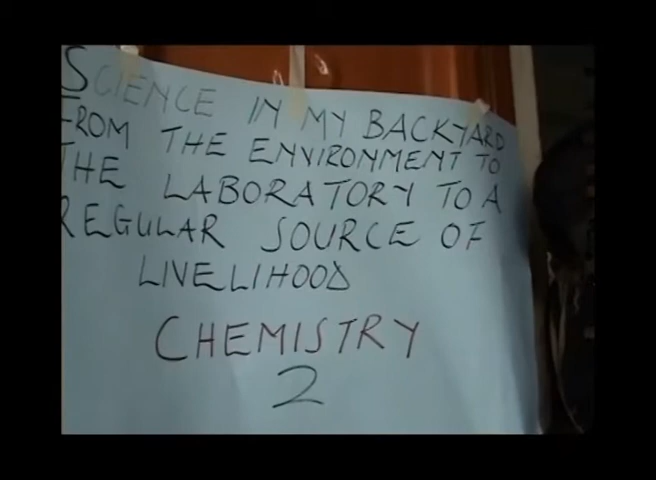 SCIENCE IN MY BACKYARD
FROM THE ENVIRONMENT TO
THE LABORATORY TO A
REGULAR SOURCE OF
LIVELIHOOD
CHEMISTRY
2